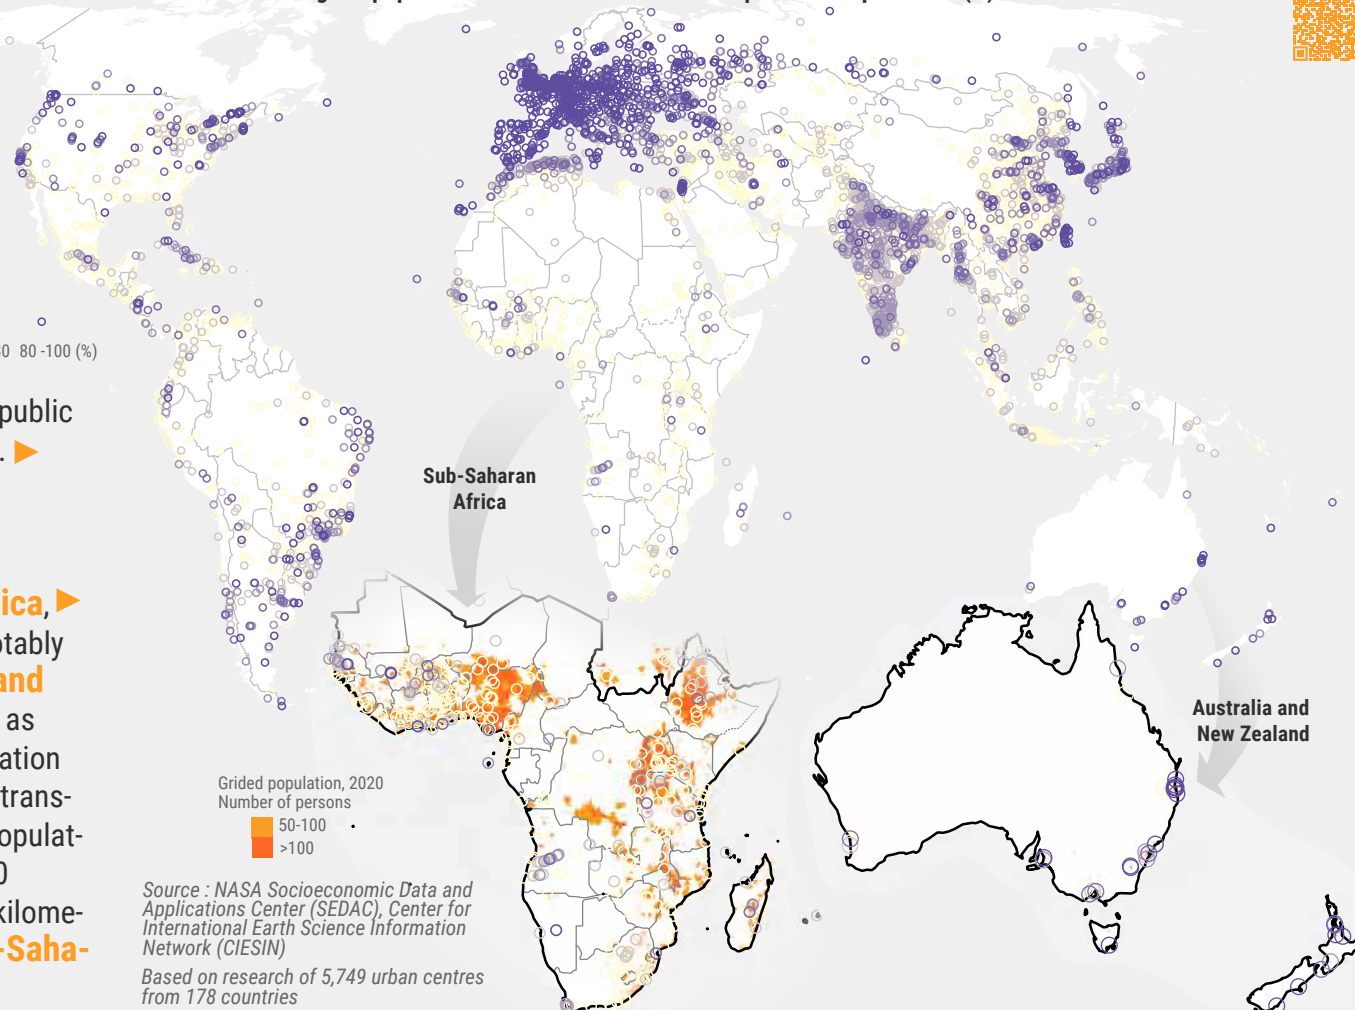 80 -100 (%)
public
.
Sub-Saharan
Africa
ica,
otably
and
as
ation
trans-
opulat-
0
kilome-
-Saha-
Australia and
New Zealand
Grided population, 2020
Number of persons
50-100
>100
Source : NASA Socioeconomic Data and
Applications Center (SEDAC), Center for
International Earth Science Information
Network (CIESIN)
Based on research of 5,749 urban centres
from 178 countries